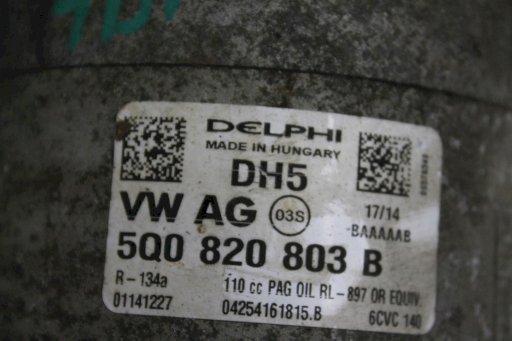 DELPHI
MADE IN HUNGARY
DH5
VW AG 03S 17/14
-BAAAAAB
5Q0 820 803 B
R-134a 110 cc PAG OIL RL-897 OR EQUIV.
01141227 04254161815.B 6CVC 140